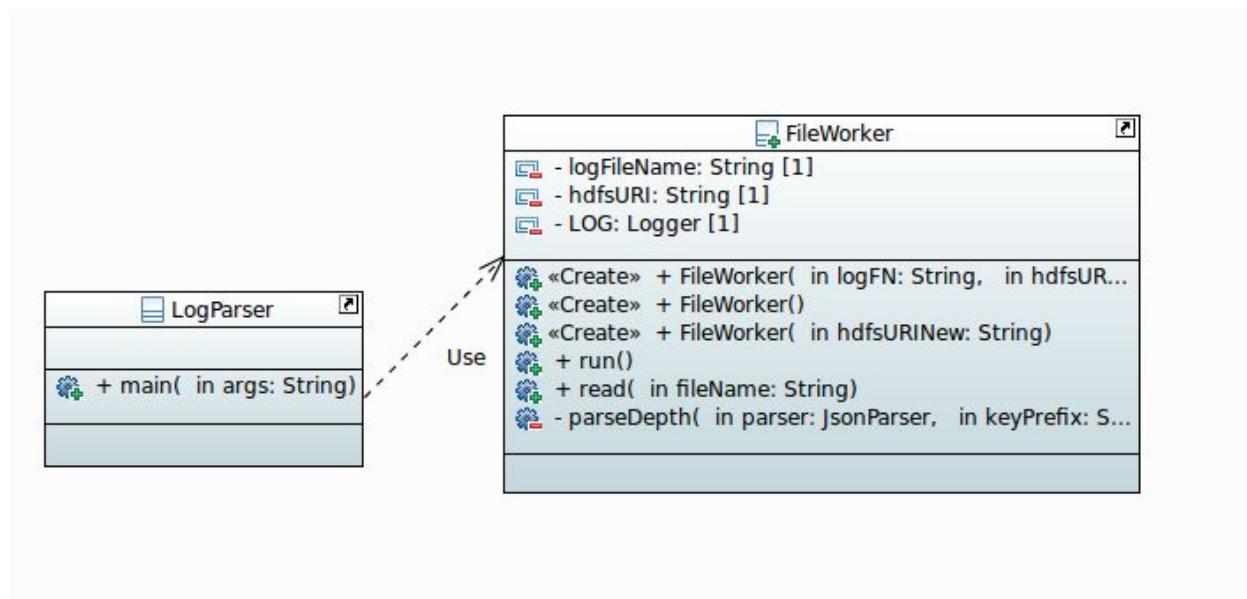 FileWorker
- logFileName: String [1]
- hdfsURI: String [1]
- LOG: Logger [1]
«Create» + FileWorker( in logFN: String, in hdfsUR...
«Create» + FileWorker()
«Create» + FileWorker( in hdfsURINew: String)
+ run()
+ read( in fileName: String)
- parseDepth( in parser: JsonParser, in keyPrefix: S...
LogParser
+ main( in args: String)
Use